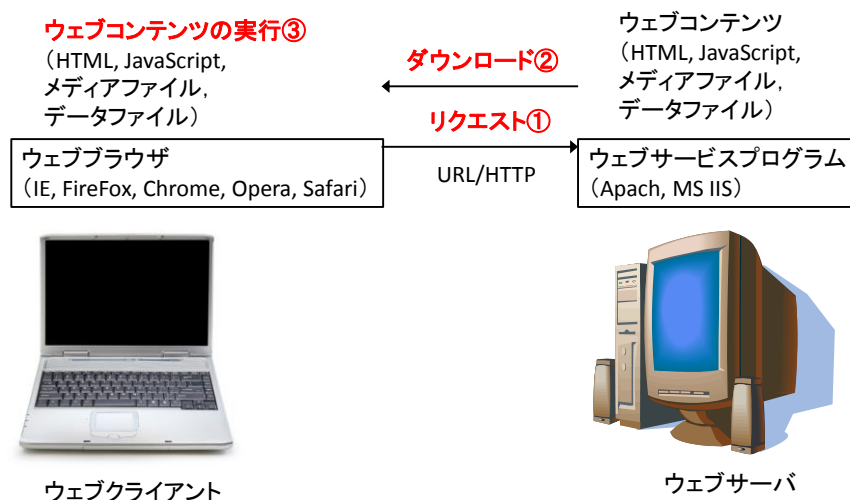 ウェブコンテンツの実行③
（HTML, JavaScript,
メディアファイル,
データファイル）
ダウンロード②
ウェブコンテンツ
（HTML, JavaScript,
メディアファイル,
データファイル）
リクエスト①
URL/HTTP
ウェブブラウザ
（IE, FireFox, Chrome, Opera, Safari）
ウェブサービスプログラム
（Apach, MS IIS）
ウェブクライアント
ウェブサーバ